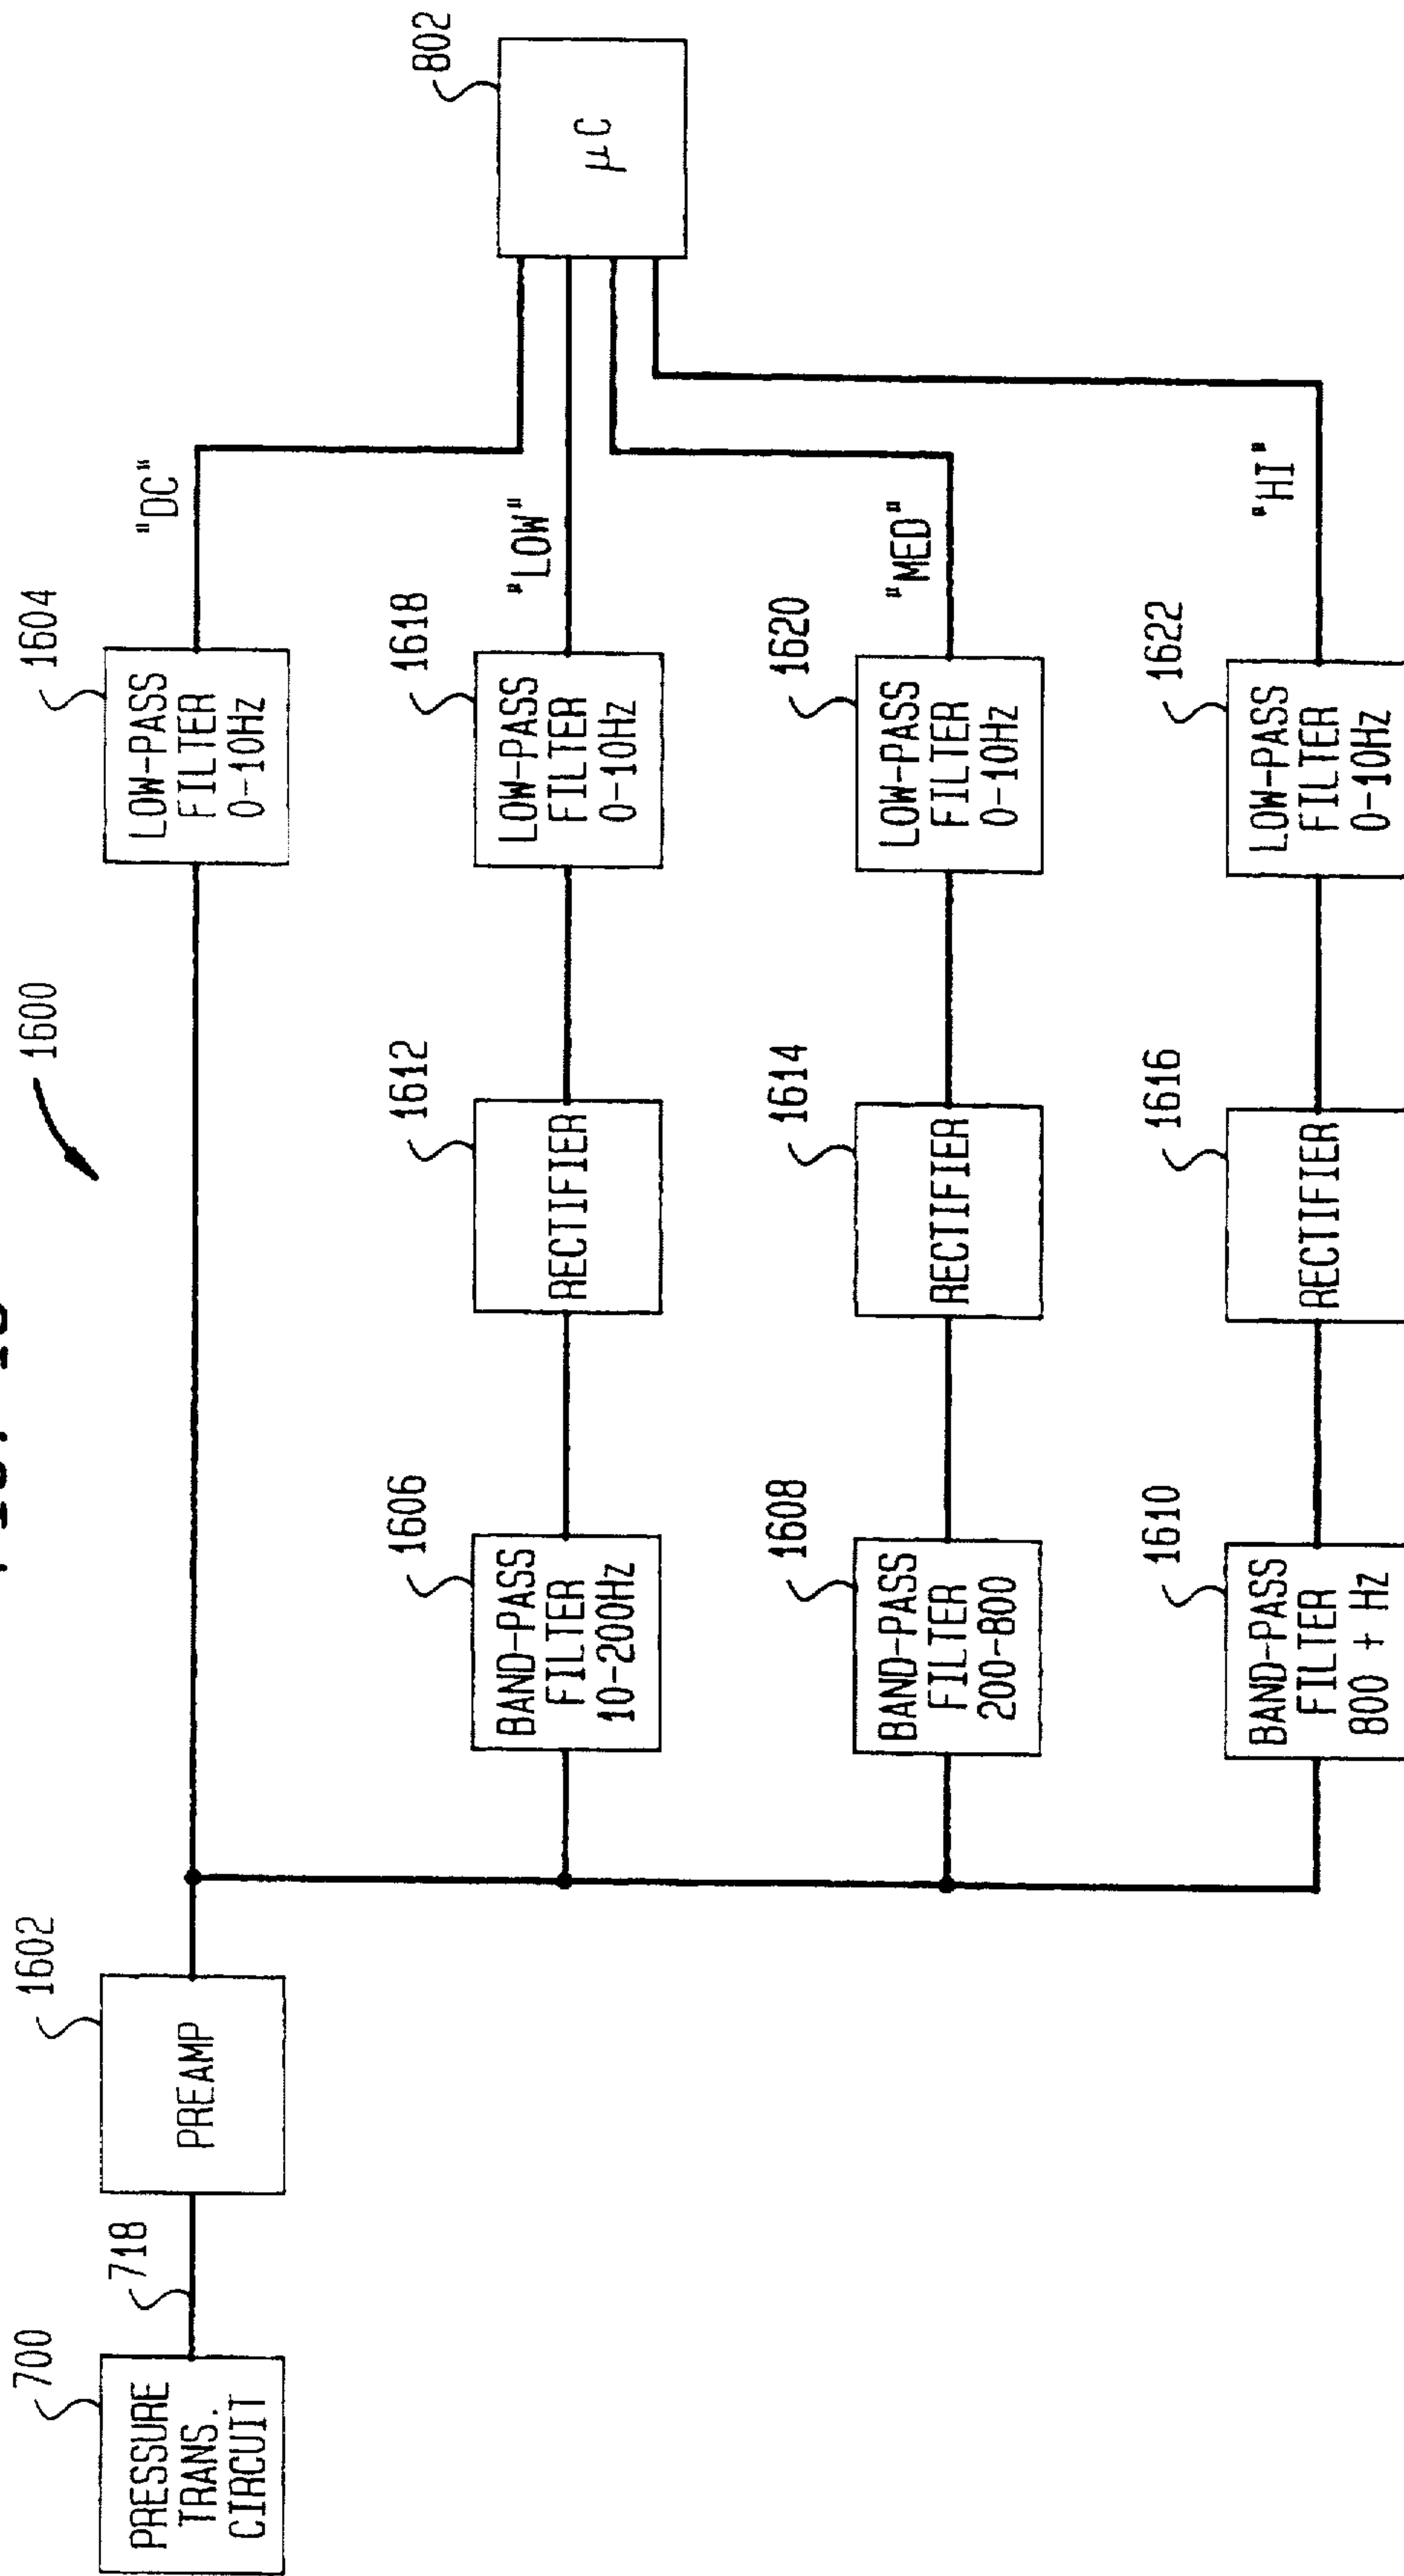 1600
700
PRESSURE
TRANS.
CIRCUIT
718
1602
PREAMP
1604
LOW-PASS
FILTER
0-10Hz
"DC"
802
μC
1606
BAND-PASS
FILTER
10-200Hz
1612
RECTIFIER
1618
LOW-PASS
FILTER
0-10Hz
"LOW"
1608
BAND-PASS
FILTER
200-800
1614
RECTIFIER
1620
LOW-PASS
FILTER
0-10Hz
"MED"
1610
BAND-PASS
FILTER
800 + Hz
1616
RECTIFIER
1622
LOW-PASS
FILTER
0-10Hz
"HI"